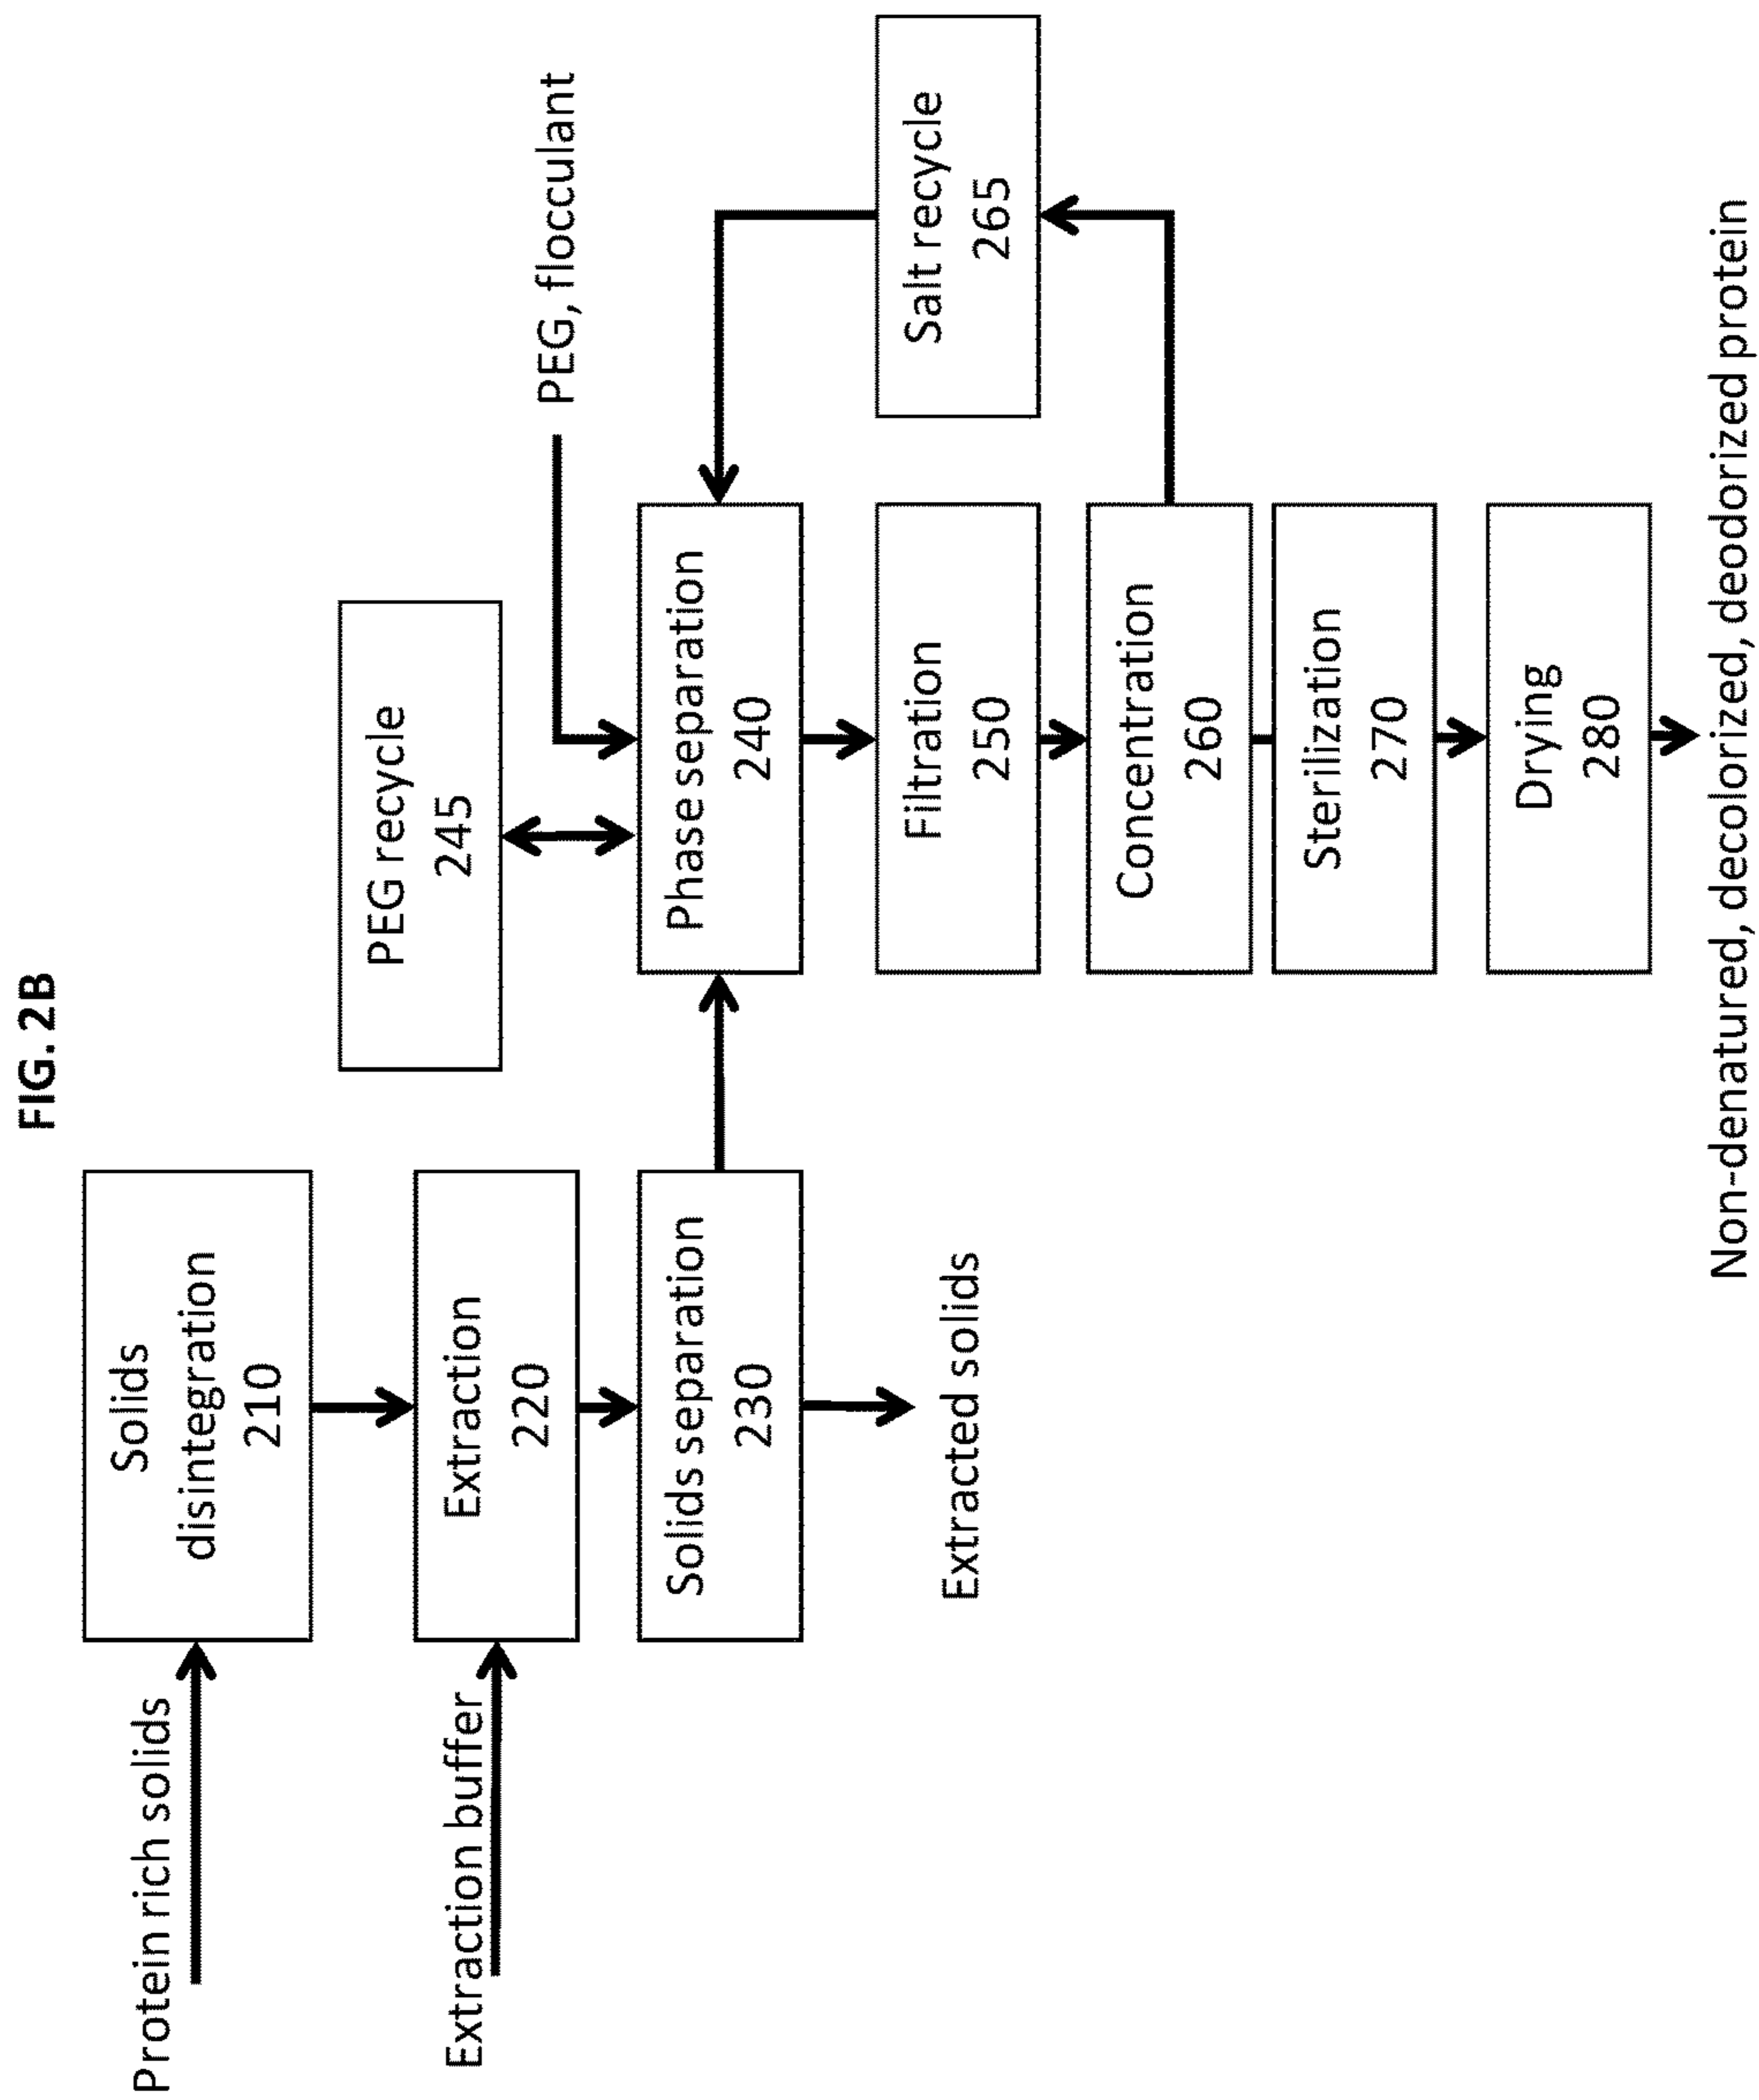 FIG. 2B
Protein rich solids
Solids
disintegration
210
Extraction buffer
Extraction
220
Solids separation
230
Extracted solids
PEG recycle
245
PEG, flocculant
Phase separation
240
Salt recycle
265
Filtration
250
Concentration
260
Sterilization
270
Drying
280
Non-denatured, decolorized, deodorized protein